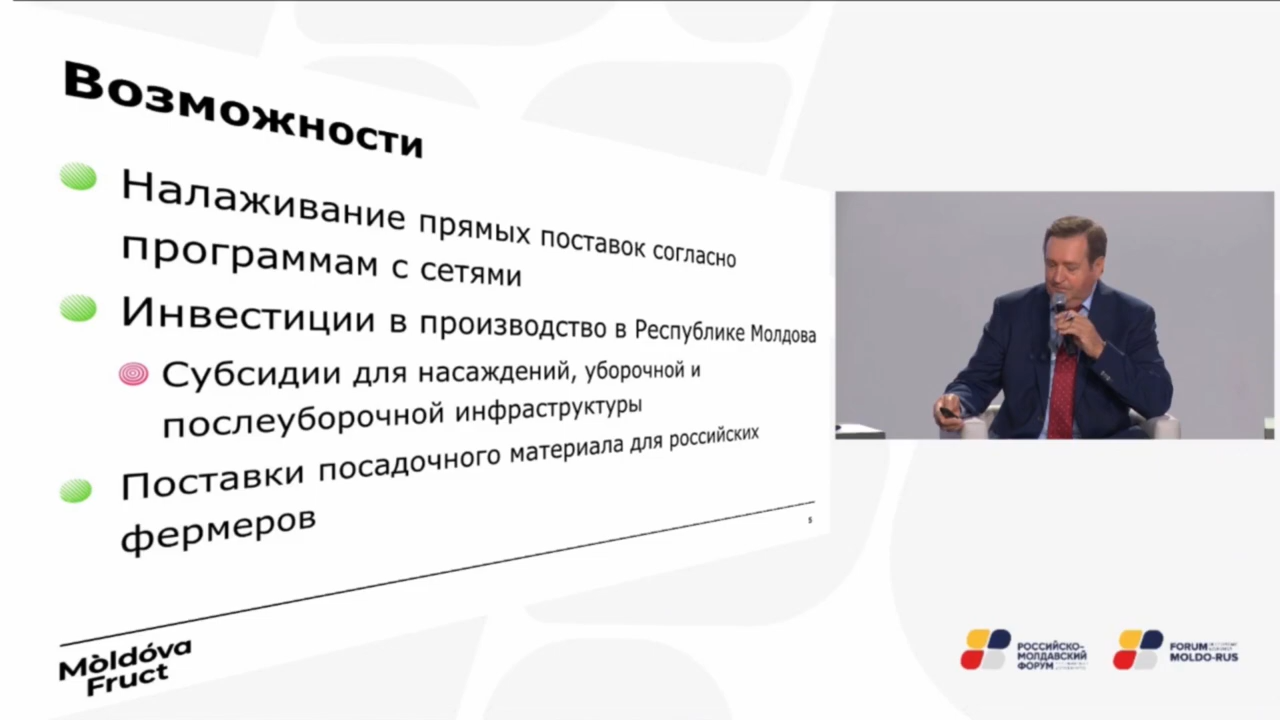 Возможности
Налаживание прямых поставок согласно
программам с сетями
Инвестиции в производство в Республике Молдова
Субсидии для насаждений, уборочной и
послеуборочной инфраструктуры
Поставки посадочного материала для российских
фермеров
5
Mòldóva
Fruct
РОССИЙСКО-
МОЛДАВСКИЙ
ФОРУМ
FORUM
MOLDO-RUS